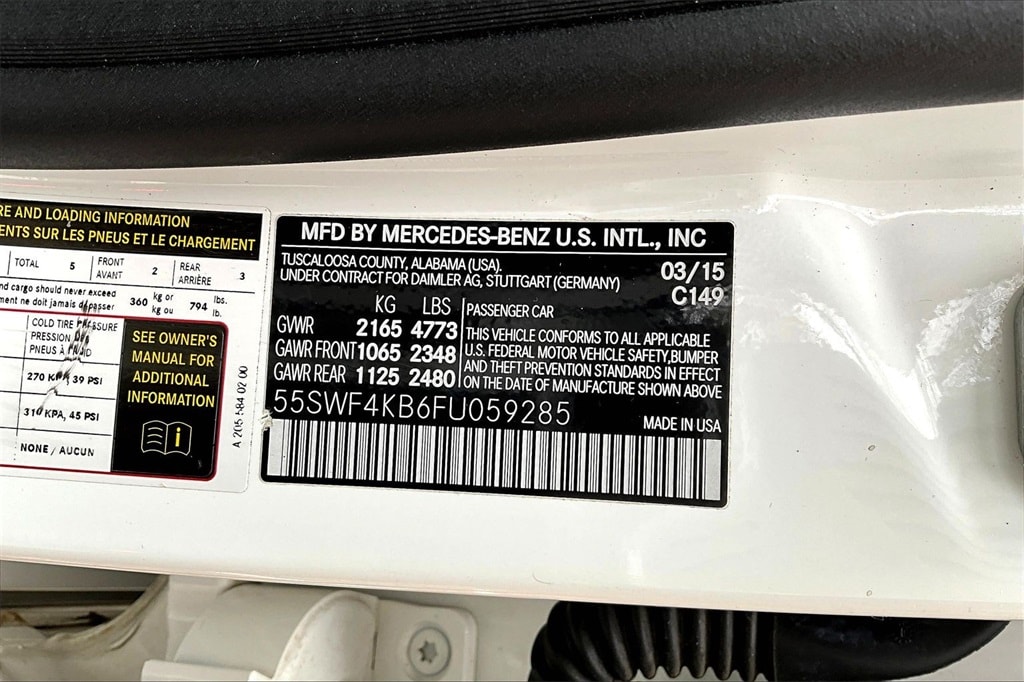 RE AND LOADING INFORMATION
ENTS SUR LES PNEUS ET LE CHARGEMENT
TOTAL 5 FRONT AVANT 2 REAR ARRIÈRE 3
nd cargo should never exceed
ment ne doit jamais dépasser 360 kg or kg ou 794 lbs. lb.
COLD TIRE PRESSURE
PRESSION DES
PNEUS À FROID
270 KPA, 39 PSI
310 KPA, 45 PSI
NONE / AUCUN
SEE OWNER'S
MANUAL FOR
ADDITIONAL
INFORMATION
A 205 584 02 00
MFD BY MERCEDES-BENZ U.S. INTL., INC
TUSCALOOSA COUNTY, ALABAMA (USA).
UNDER CONTRACT FOR DAIMLER AG, STUTTGART (GERMANY)
03/15
C149
KG LBS
GWVR 2165 4773
GAWR FRONT 1065 2348
GAWR REAR 1125 2480
PASSENGER CAR
THIS VEHICLE CONFORMS TO ALL APPLICABLE
U.S. FEDERAL MOTOR VEHICLE SAFETY, BUMPER
AND THEFT PREVENTION STANDARDS IN EFFECT
ON THE DATE OF MANUFACTURE SHOWN ABOVE
55SWF4KB6FU059285
MADE IN USA